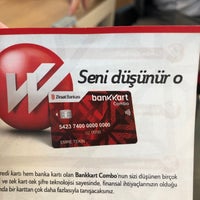 Seni düşünür o
Ziraat Bankası
bankkart
Combo
5423 7400 0000 0000
EMRE TEKİN
redi kartı hem banka kartı olan Bankkart Combo'nun sizi düşünen birçok
i ve tek kart-tek şifre teknolojisi sayesinde, finansal ihtiyaçlarınızın olduğu
nda bir karttan çok daha fazlasıyla tanışacaksınız.